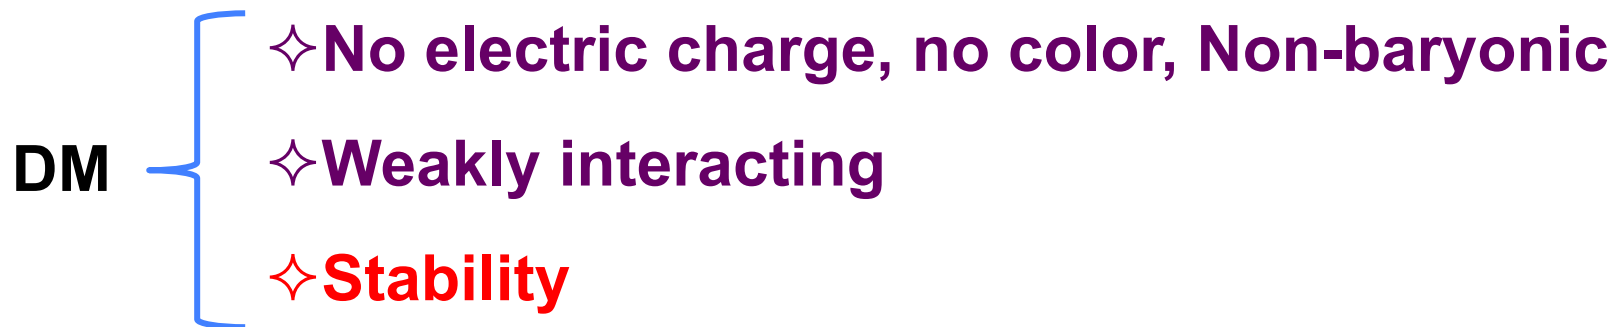 ✧No electric charge, no color, Non-baryonic
DM
✧Weakly interacting
✧Stability